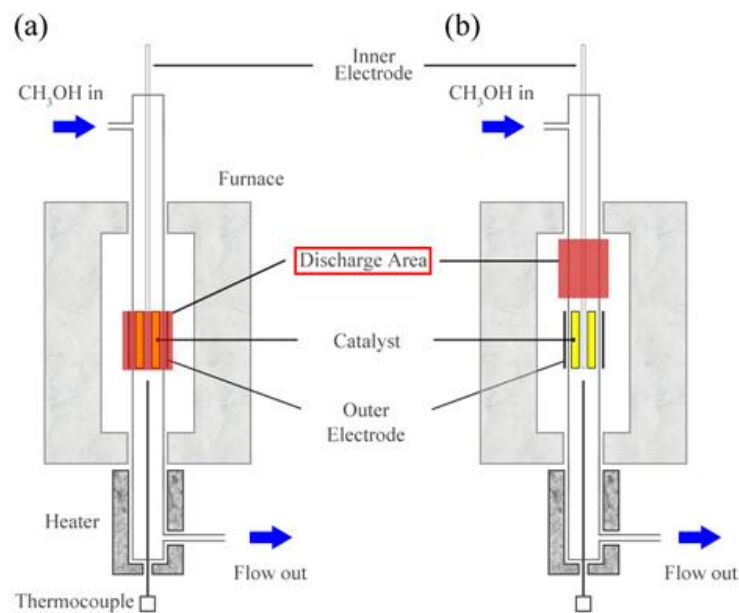 (a)
(b)
Inner
Electrode
CH₃OH in
CH₃OH in
Furnace
Discharge Area
Catalyst
Outer
Electrode
Heater
Flow out
Flow out
Thermocouple